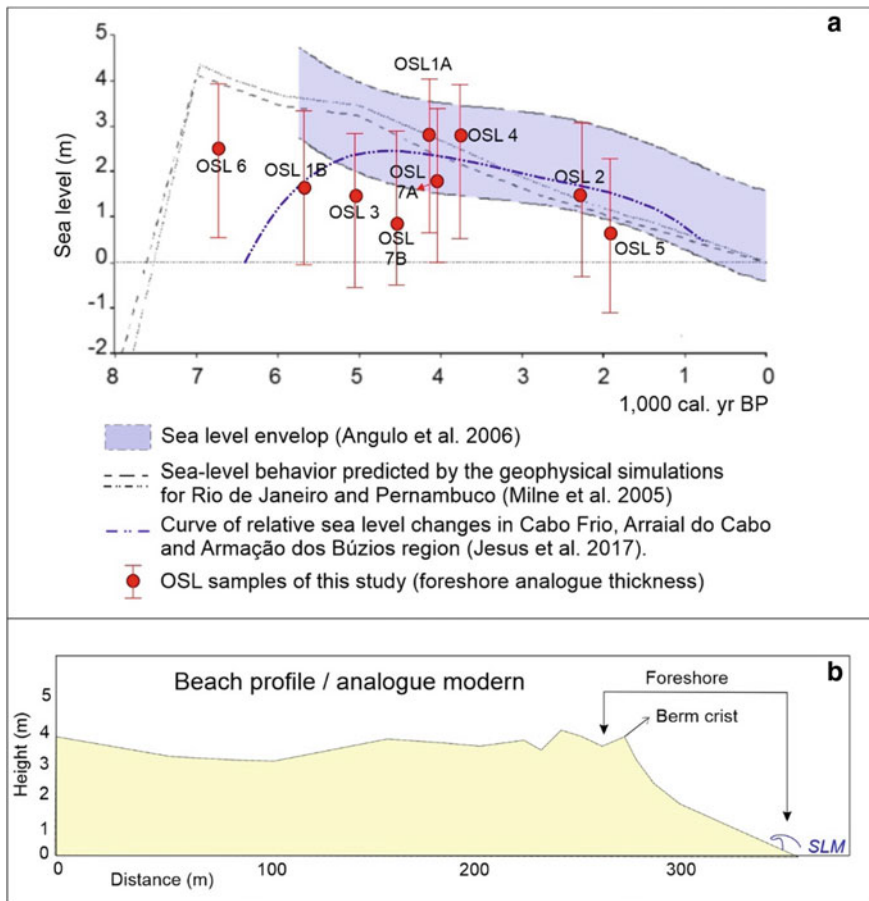 a
5
4
3
2
1
0
-1
-2
Sea level (m)
OSL1A
OSL 4
OSL 6
OSL 1B
OSL 3
OSL
7A
OSL
7B
OSL 2
OSL 5
8 7 6 5 4 3 2 1 0
1,000 cal. yr BP
Sea level envelop (Angulo et al. 2006)
Sea-level behavior predicted by the geophysical simulations
for Rio de Janeiro and Pernambuco (Milne et al. 2005)
Curve of relative sea level changes in Cabo Frio, Arraial do Cabo
and Armação dos Búzios region (Jesus et al. 2017).
OSL samples of this study (foreshore analogue thickness)
b
Beach profile / analogue modern
Foreshore
Berm crist
5
4
3
2
1
0
Height (m)
SLM
0 100 200 300
Distance (m)